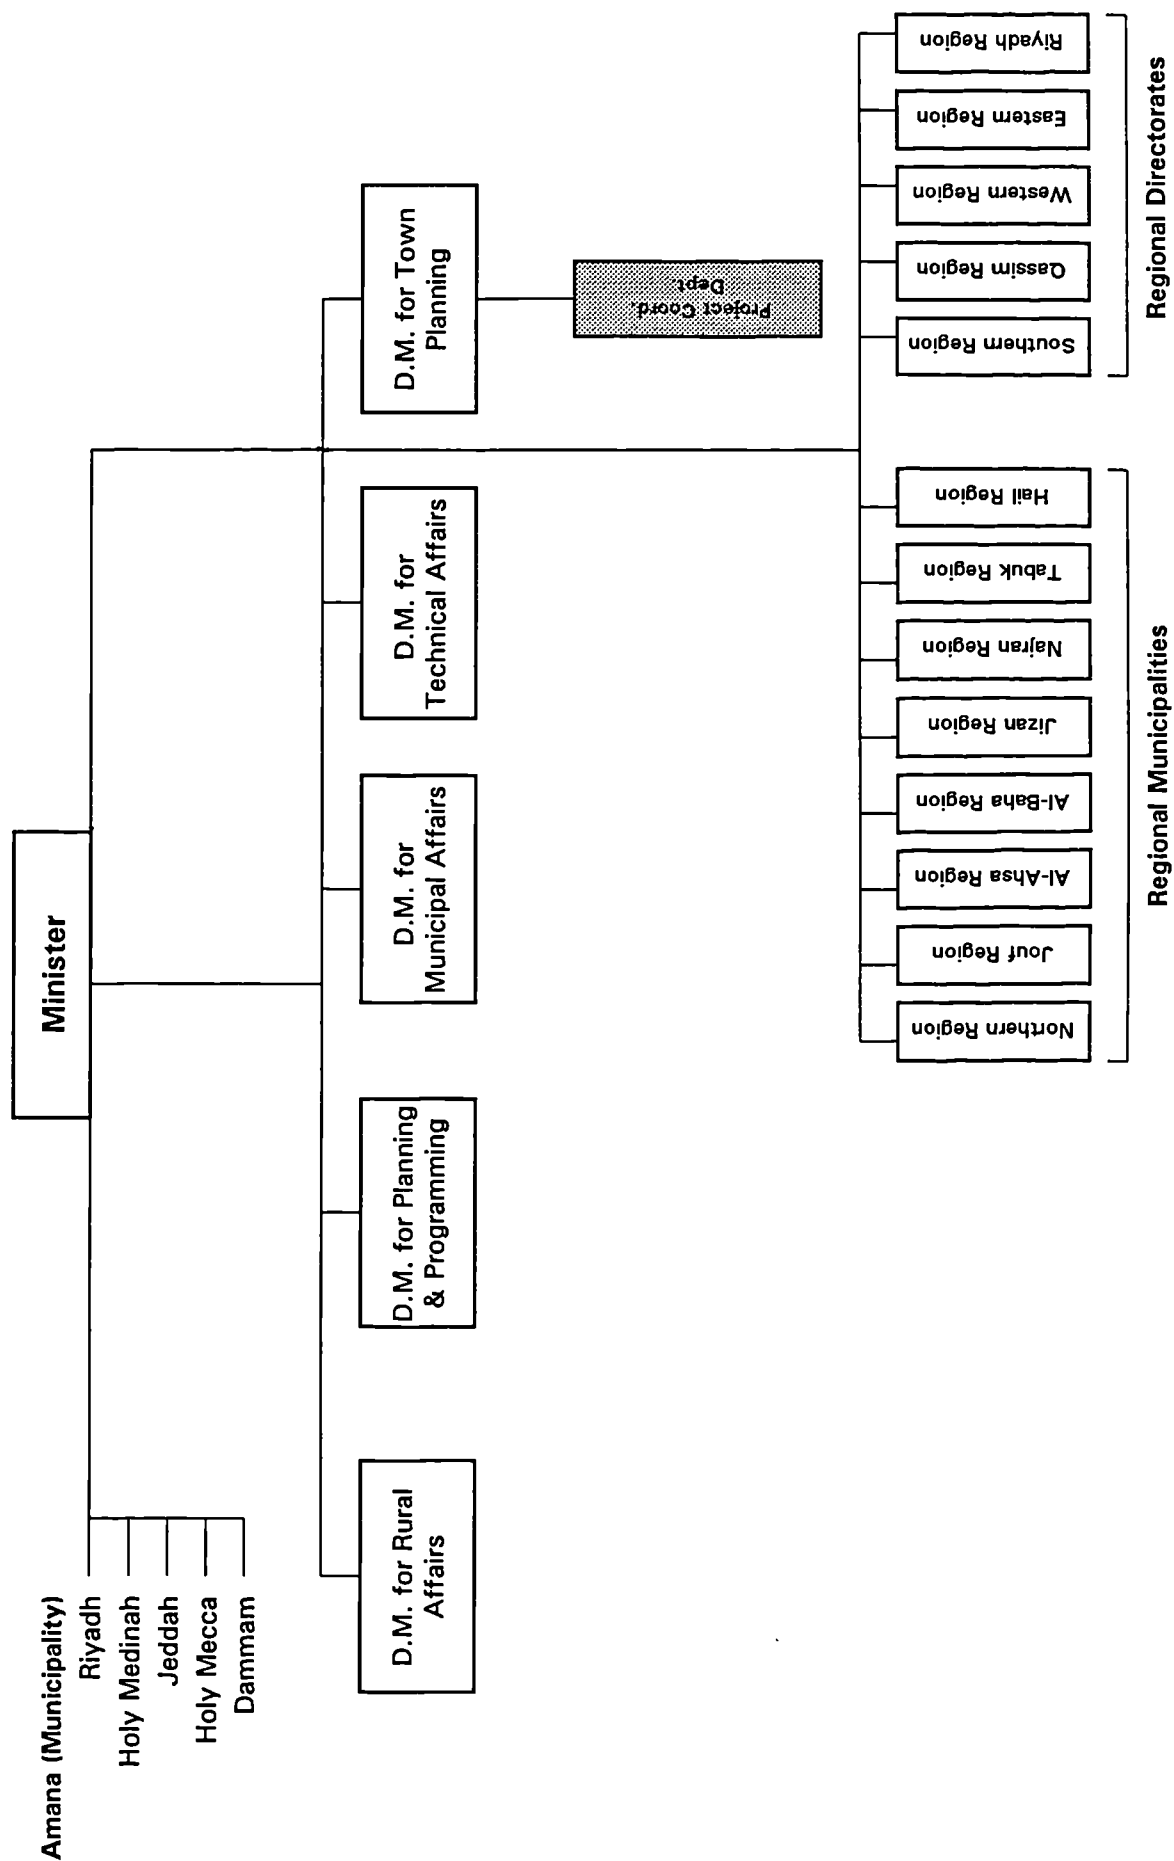 Minister
Amana (Municipality)
Riyadh
Holy Medinah
Jeddah
Holy Mecca
Dammam
D.M. for Rural
Affairs
D.M. for Planning
& Programming
D.M. for
Municipal Affairs
D.M. for
Technical Affairs
D.M. for Town
Planning
Project Coord.
Dept.
Northern Region
Jouf Region
Al-Ahsa Region
Al-Baha Region
Jizan Region
Najran Region
Tabuk Region
Hail Region
Southern Region
Qassim Region
Western Region
Eastern Region
Riyadh Region
Regional Municipalities
Regional Directorates